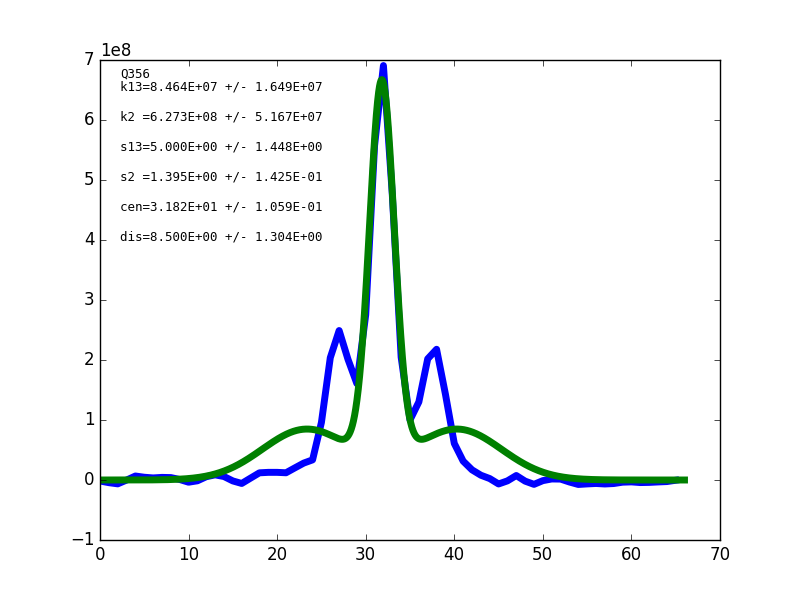 1e8
Q356
k13=8.464E+07 +/- 1.649E+07
k2 =6.273E+08 +/- 5.167E+07
s13=5.000E+00 +/- 1.448E+00
s2 =1.395E+00 +/- 1.425E-01
cen=3.182E+01 +/- 1.059E-01
dis=8.500E+00 +/- 1.304E+00
7
6
5
4
3
2
1
0
−1
0 10 20 30 40 50 60 70